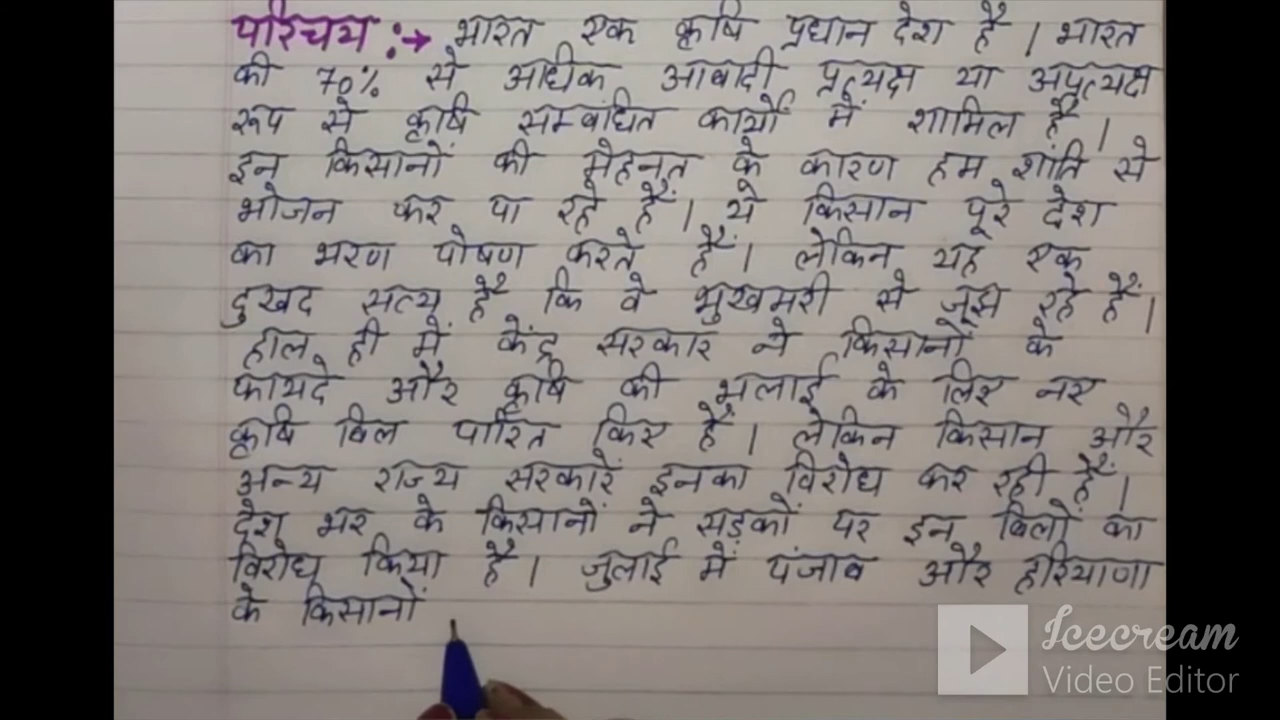 परिचय :→ भारत एक कृषि प्रधान देश है । भारत
की 70% से अधिक आबादी प्रत्यक्ष या अप्रत्यक्ष
रूप से कृषि सम्बंधित कार्यों में शामिल है ।
इन किसानों की मेहनत के कारण हम शांति से
भोजन कर पा रहे हैं । ये किसान पूरे देश
का भरण पोषण करते हैं । लेकिन यह एक
दुखद सत्य है कि वे भुखमरी से जूझ रहे हैं ।
हाल ही में केंद्र सरकार ने किसानों के
फायदे और कृषि की भलाई के लिए नए
कृषि बिल पारित किए हैं । लेकिन किसान और
अन्य राज्य सरकारें इनका विरोध कर रही हैं ।
देश भर के किसानों ने सड़कों पर इन बिलों का
विरोध किया है । जुलाई में पंजाब और हरियाणा
के किसानों
Icecream
Video Editor